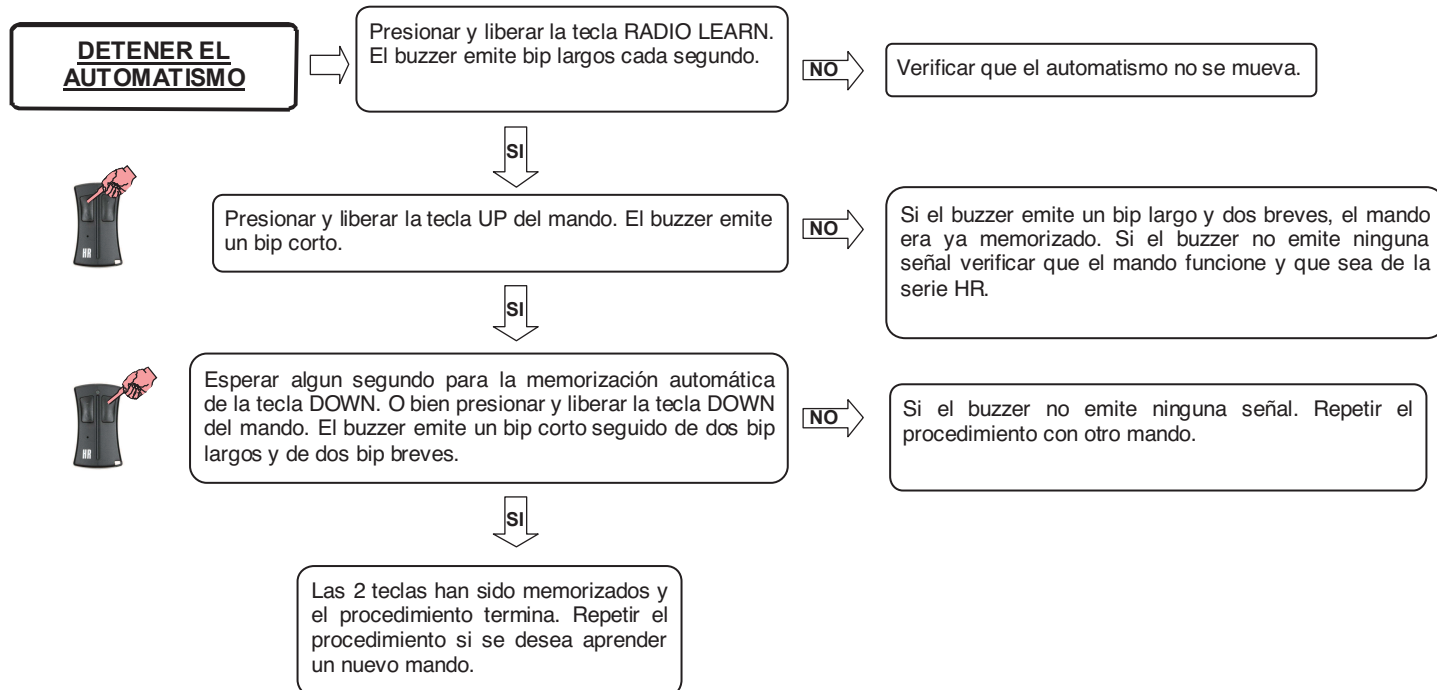 DETENER EL
AUTOMATISMO
Presionar y liberar la tecla RADIO LEARN.
El buzzer emite bip largos cada segundo.
NO
Verificar que el automatismo no se mueva.
SI
HR
Presionar y liberar la tecla UP del mando. El buzzer emite
un bip corto.
NO
Si el buzzer emite un bip largo y dos breves, el mando
era ya memorizado. Si el buzzer no emite ninguna
señal verificar que el mando funcione y que sea de la
serie HR.
SI
HR
Esperar algun segundo para la memorización automática
de la tecla DOWN. O bien presionar y liberar la tecla DOWN
del mando. El buzzer emite un bip corto seguido de dos bip
largos y de dos bip breves.
NO
Si el buzzer no emite ninguna señal. Repetir el
procedimiento con otro mando.
SI
Las 2 teclas han sido memorizados y
el procedimiento termina. Repetir el
procedimiento si se desea aprender
un nuevo mando.